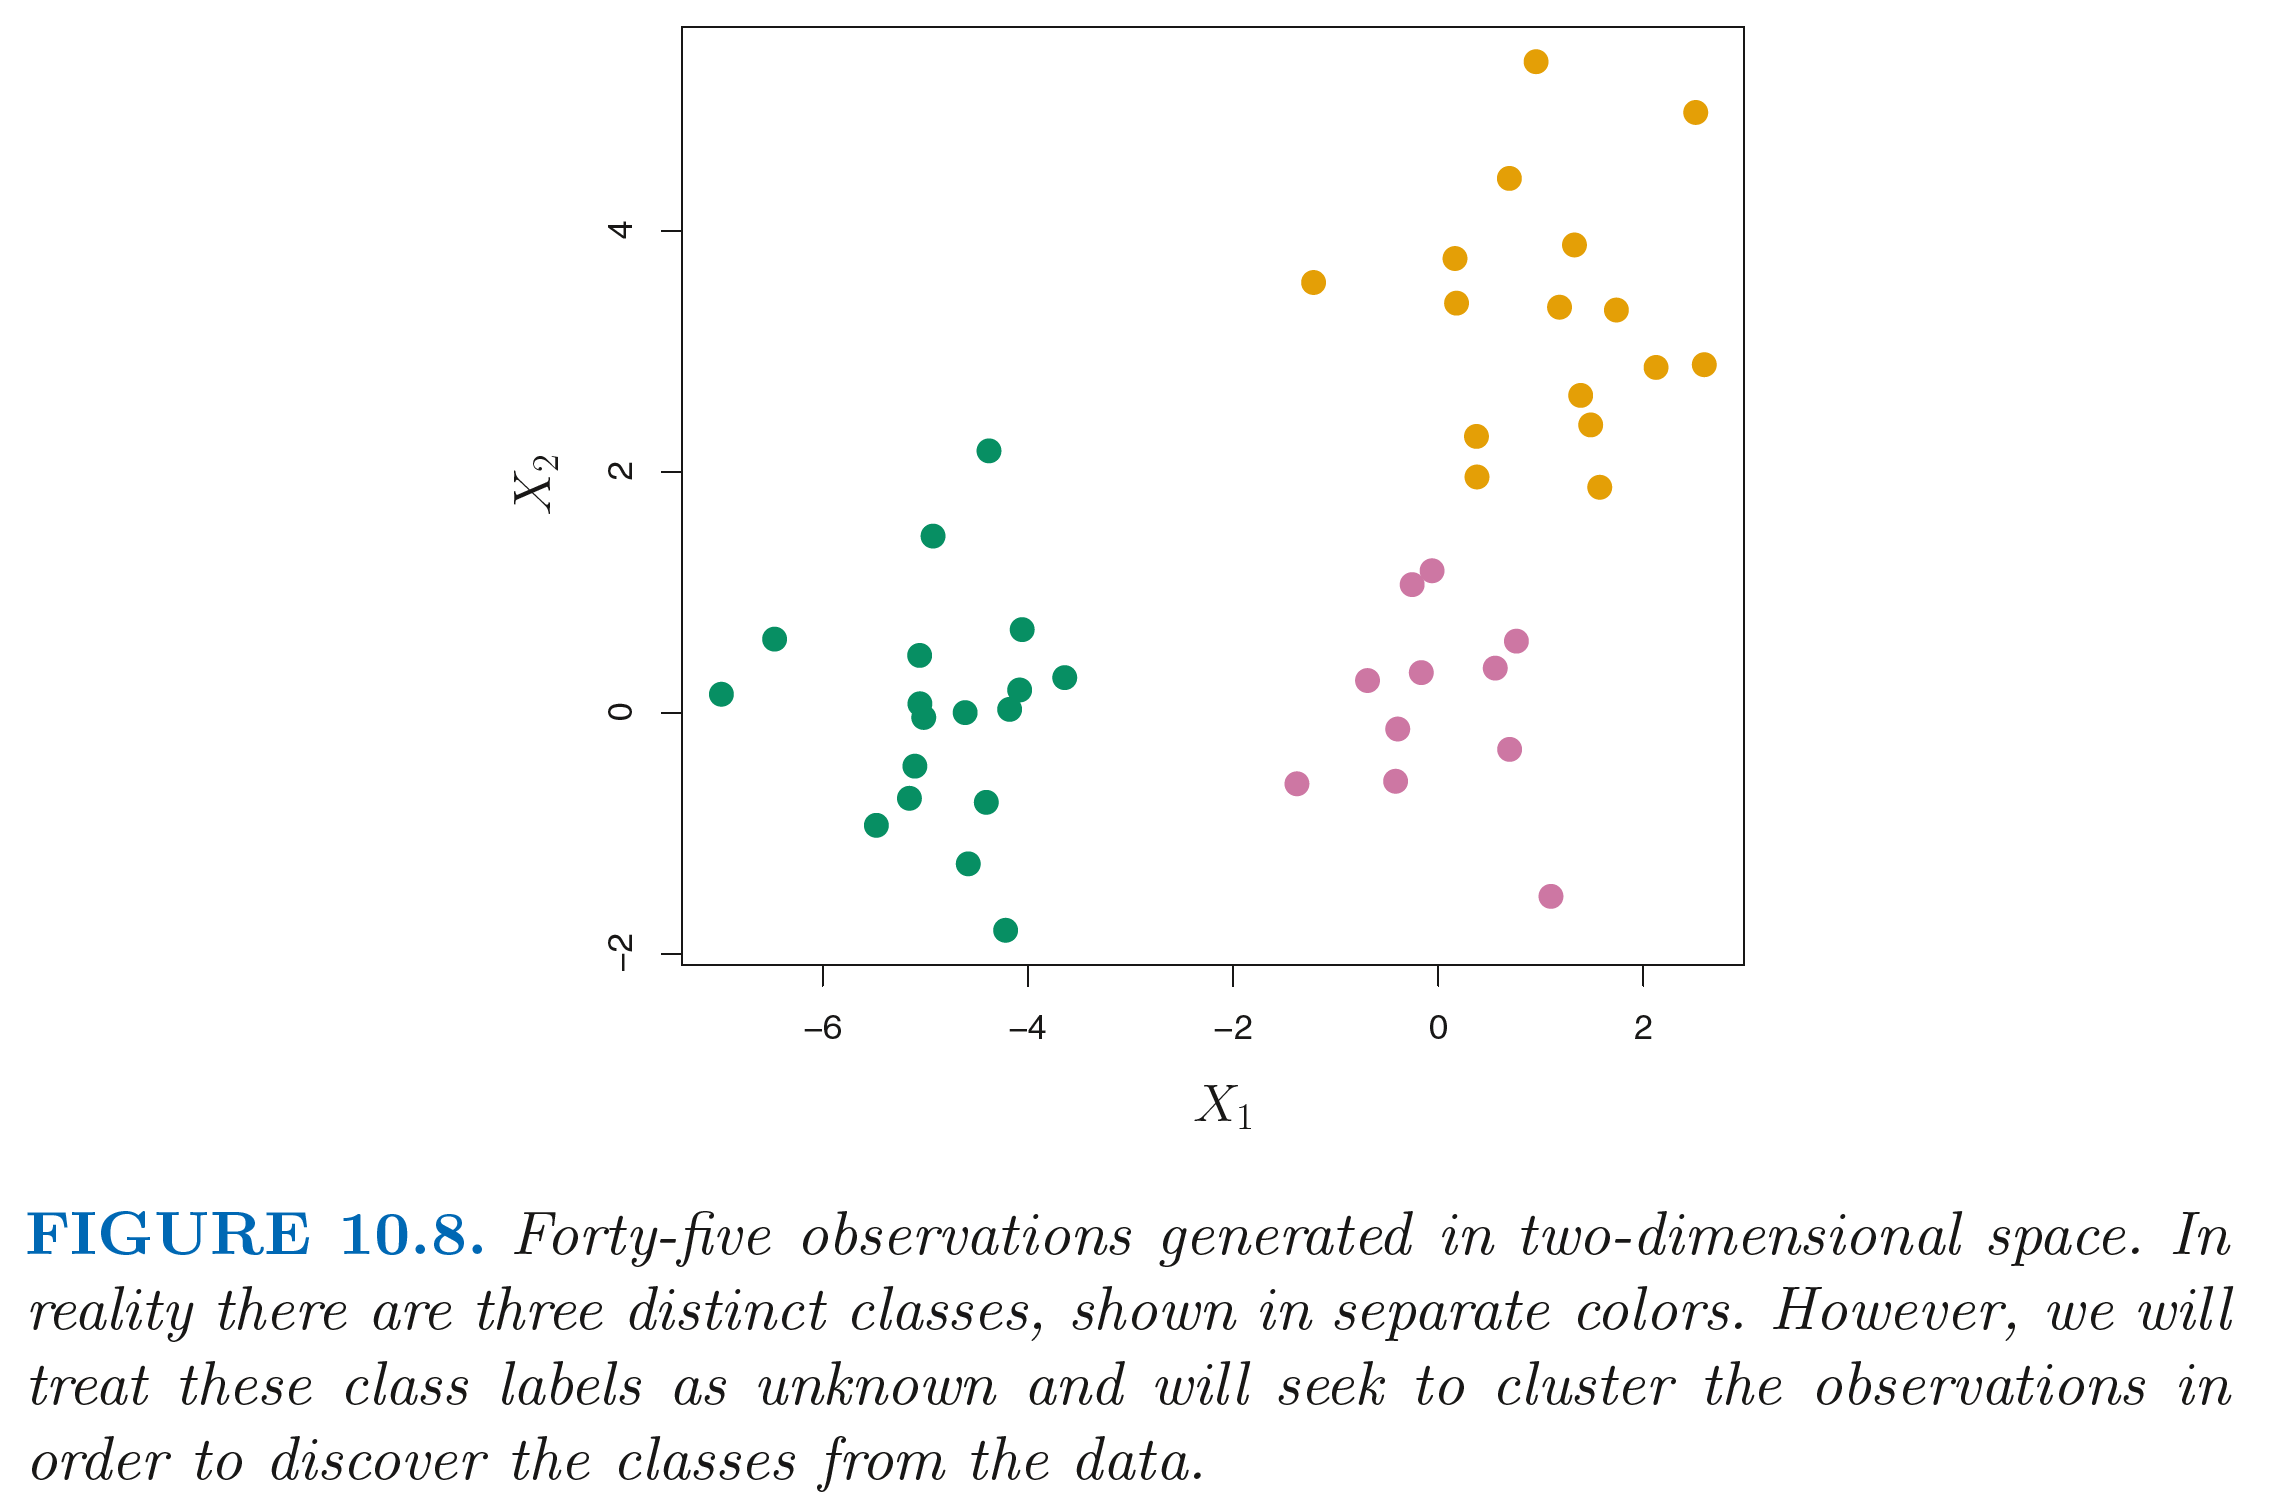 4
2
0
−2
X2
−6 −4 −2 0 2
X1
FIGURE 10.8. Forty-five observations generated in two-dimensional space. In
reality there are three distinct classes, shown in separate colors. However, we will
treat these class labels as unknown and will seek to cluster the observations in
order to discover the classes from the data.